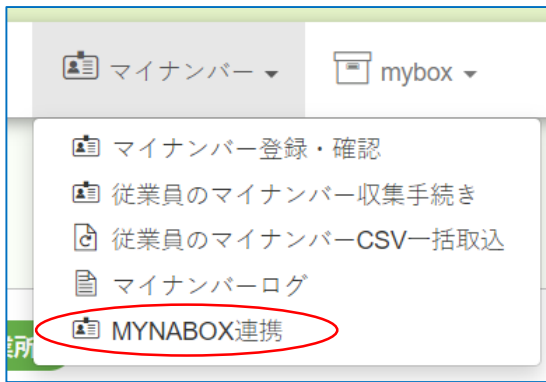 マイナンバー mybox
マイナンバー登録・確認
従業員のマイナンバー収集手続き
従業員のマイナンバーCSV一括取込
マイナンバーログ
MYNABOX連携
所